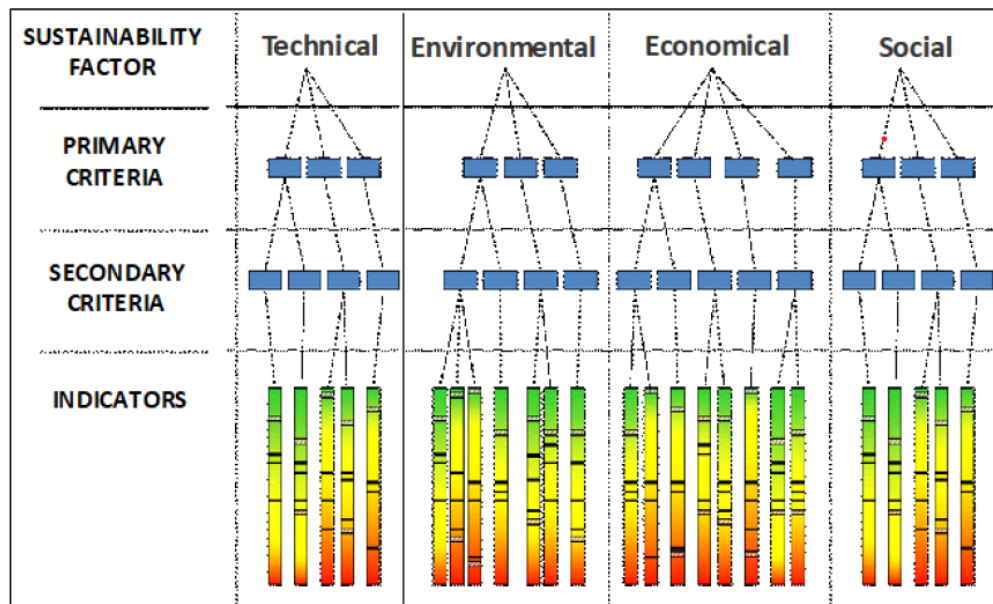 SUSTAINABILITY
FACTOR
Technical
Environmental
Economical
Social
PRIMARY
CRITERIA
SECONDARY
CRITERIA
INDICATORS